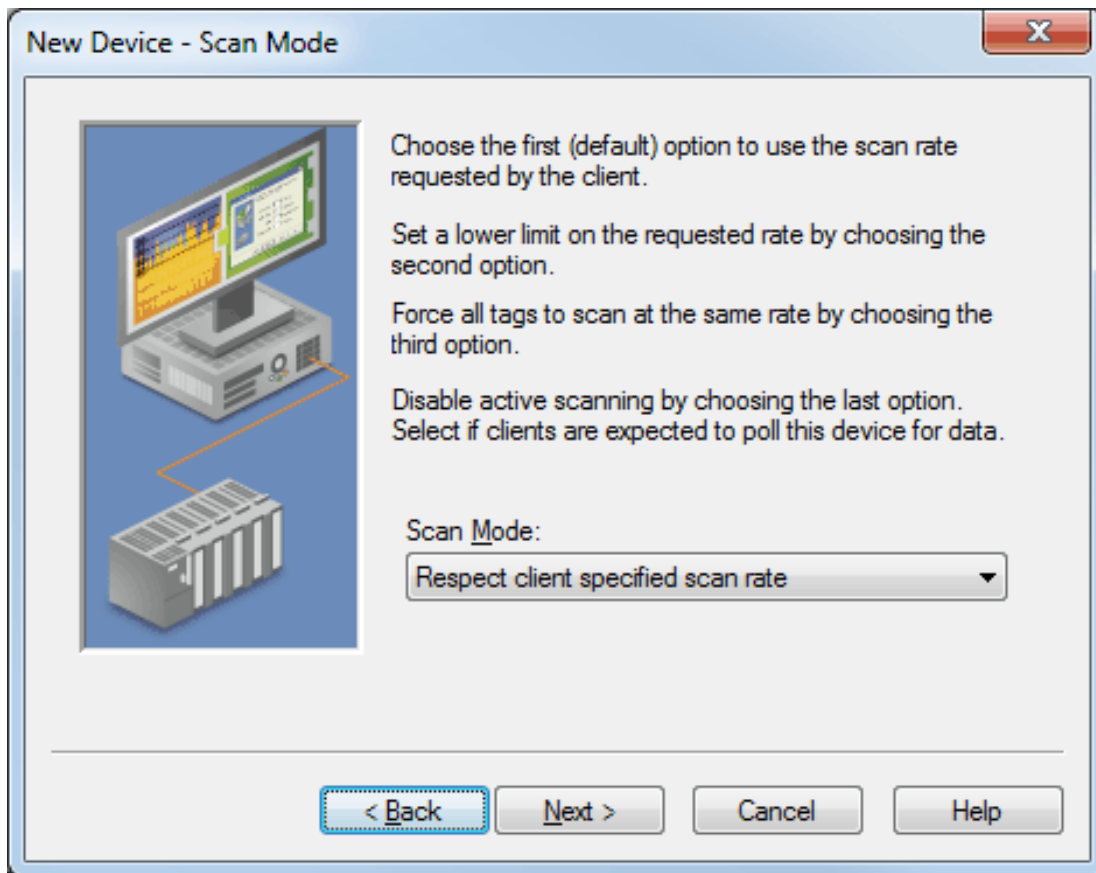 New Device - Scan Mode
Choose the first (default) option to use the scan rate
requested by the client.
Set a lower limit on the requested rate by choosing the
second option.
Force all tags to scan at the same rate by choosing the
third option.
Disable active scanning by choosing the last option.
Select if clients are expected to poll this device for data.
Scan Mode:
Respect client specified scan rate
< Back Next > Cancel Help